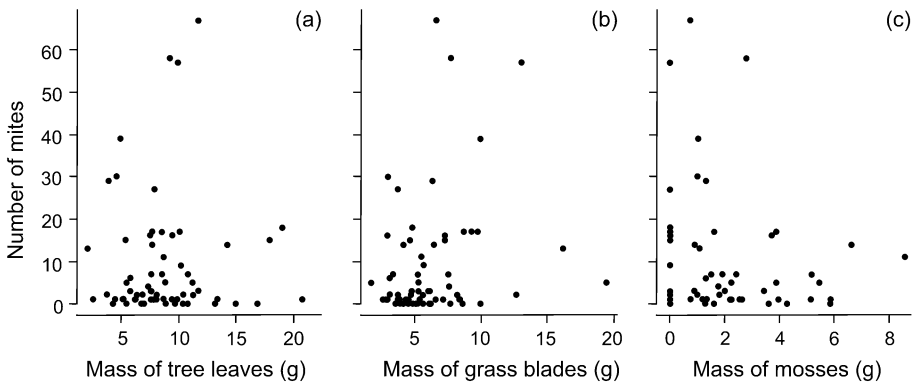 (a) (b) (c)
Number of mites
60
50
40
30
20
10
0
5 10 15 20 5 10 15 20 0 2 4 6 8
Mass of tree leaves (g) Mass of grass blades (g) Mass of mosses (g)